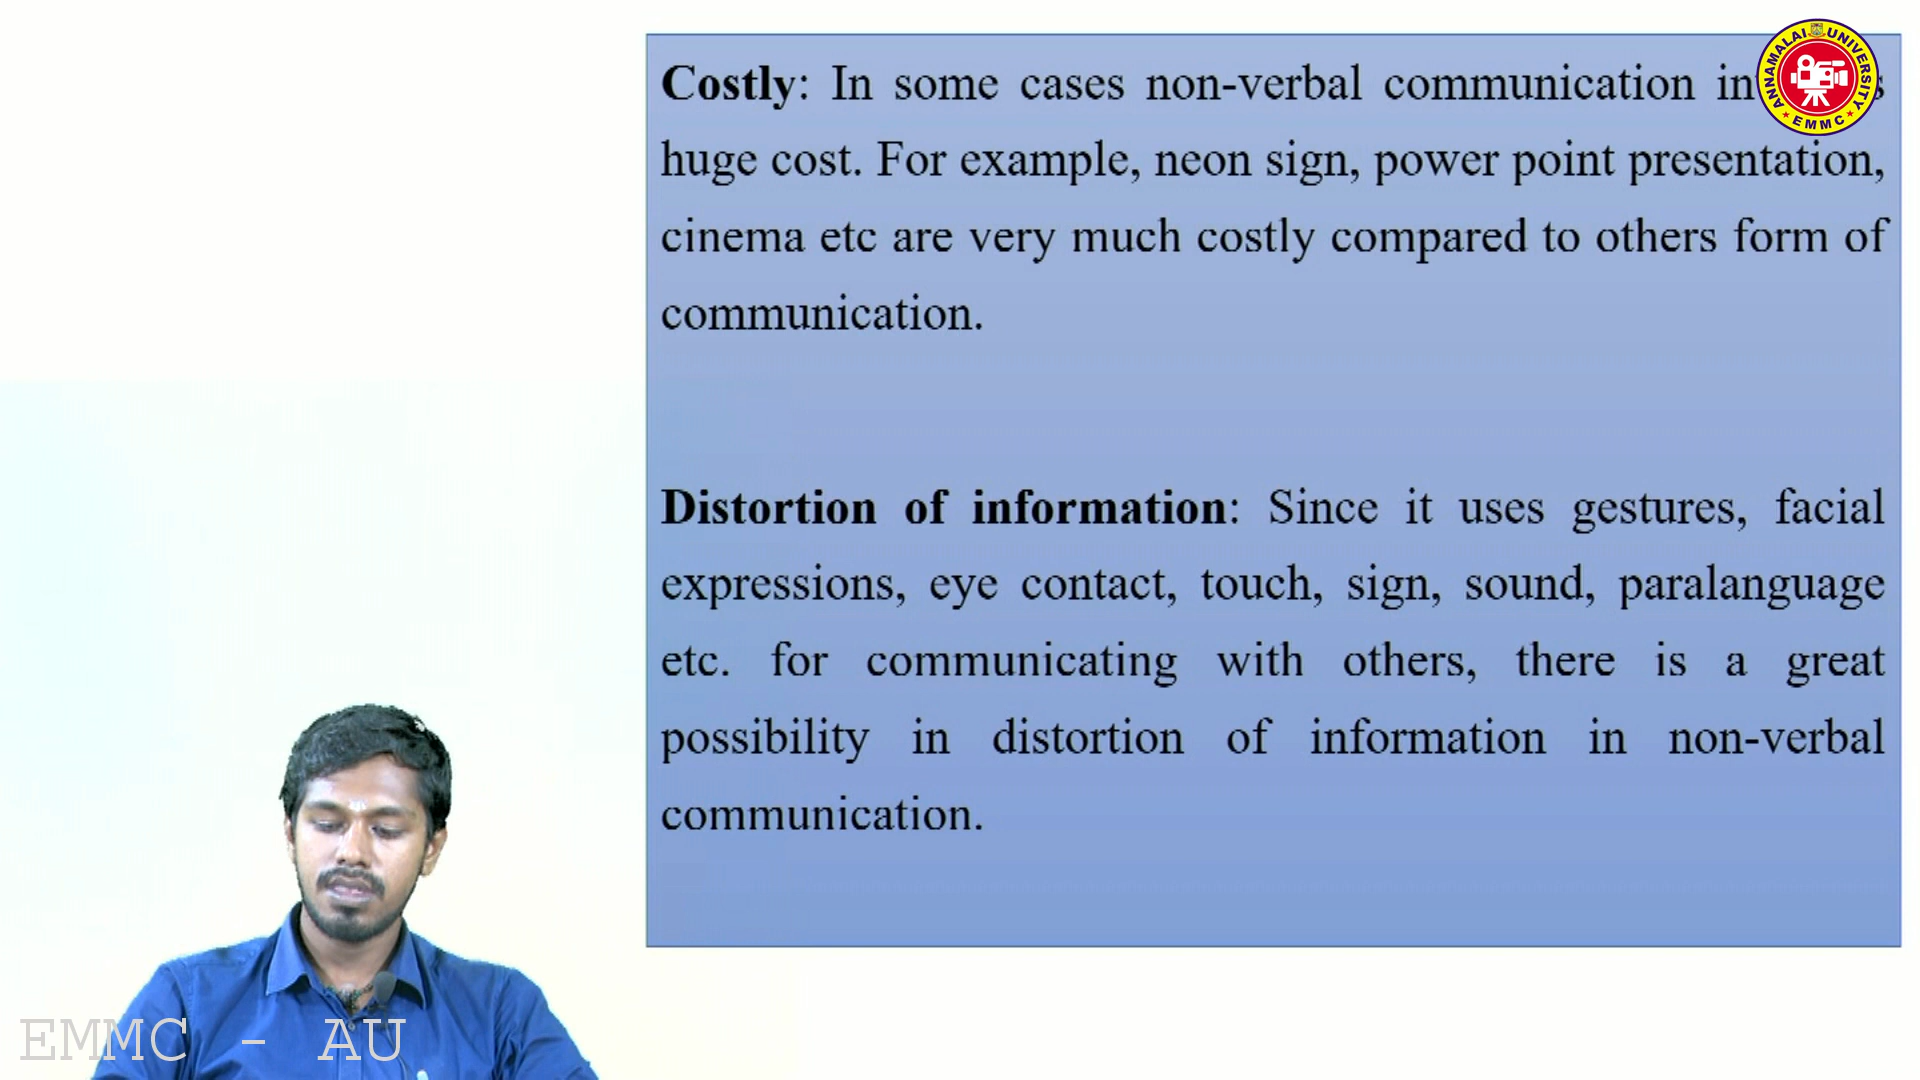 Costly: In some cases non-verbal communication
huge cost. For example, neon sign, power point presentation,
cinema etc are very much costly compared to others form of
communication.
Distortion of information: Since it uses gestures, facial
expressions, eye contact, touch, sign, sound, paralanguage
etc. for communicating with others, there is a great
possibility in distortion of information in non-verbal
communication.
ANNAMALAI UNIVERSITY
EMMC
EMMC - AU